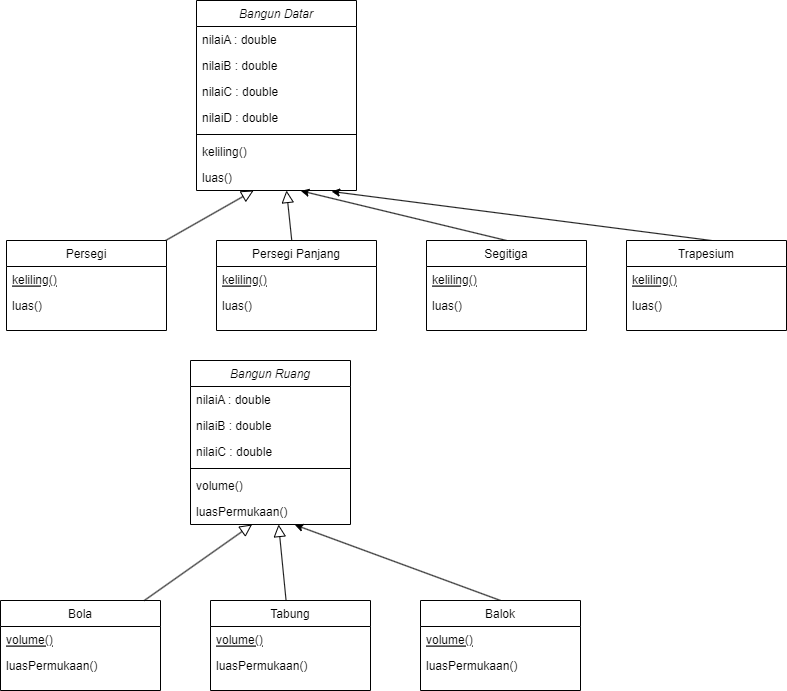 Bangun Datar
nilaiA : double
nilaiB : double
nilaiC : double
nilaiD : double
keliling()
luas()
Persegi
keliling()
luas()
Persegi Panjang
keliling()
luas()
Segitiga
keliling()
luas()
Trapesium
keliling()
luas()
Bangun Ruang
nilaiA : double
nilaiB : double
nilaiC : double
volume()
luasPermukaan()
Bola
volume()
luasPermukaan()
Tabung
volume()
luasPermukaan()
Balok
volume()
luasPermukaan()